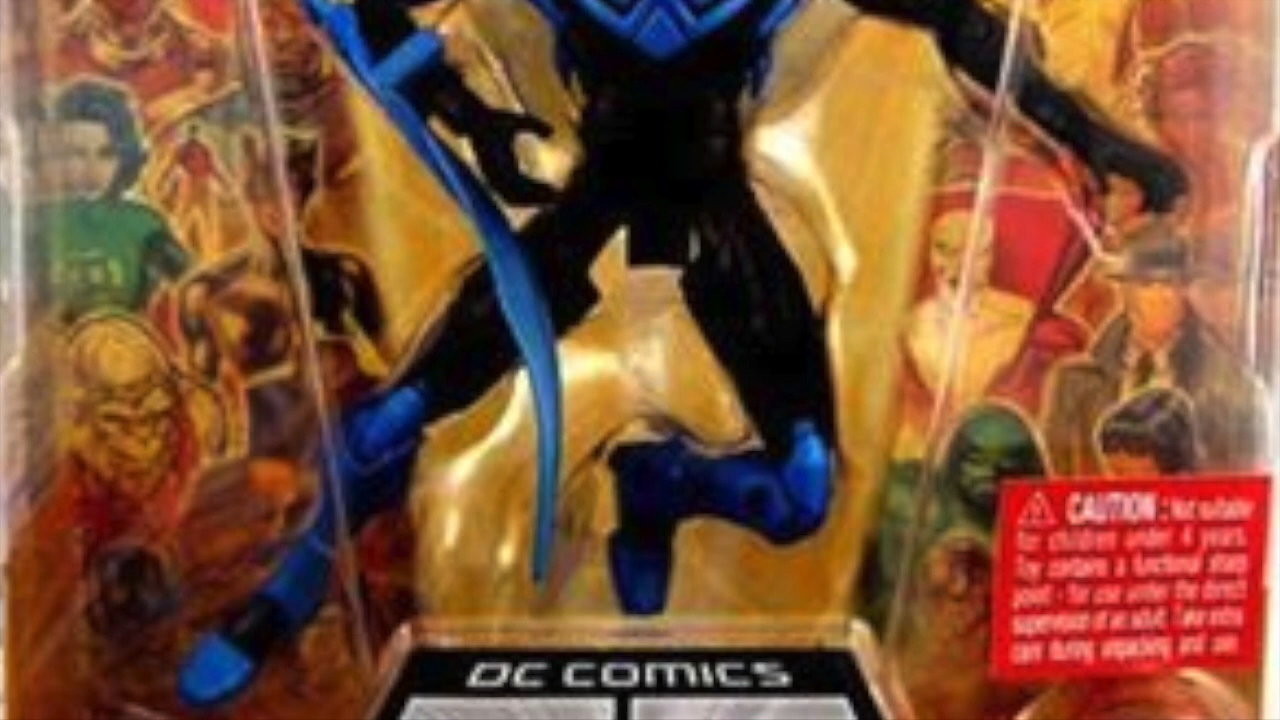 CAUTION : Not suitable
for children under 4 years.
Toy contains a functional sharp
point - for use under the direct
supervision of an adult. Take extra
care during unpacking and use.
DC COMICS